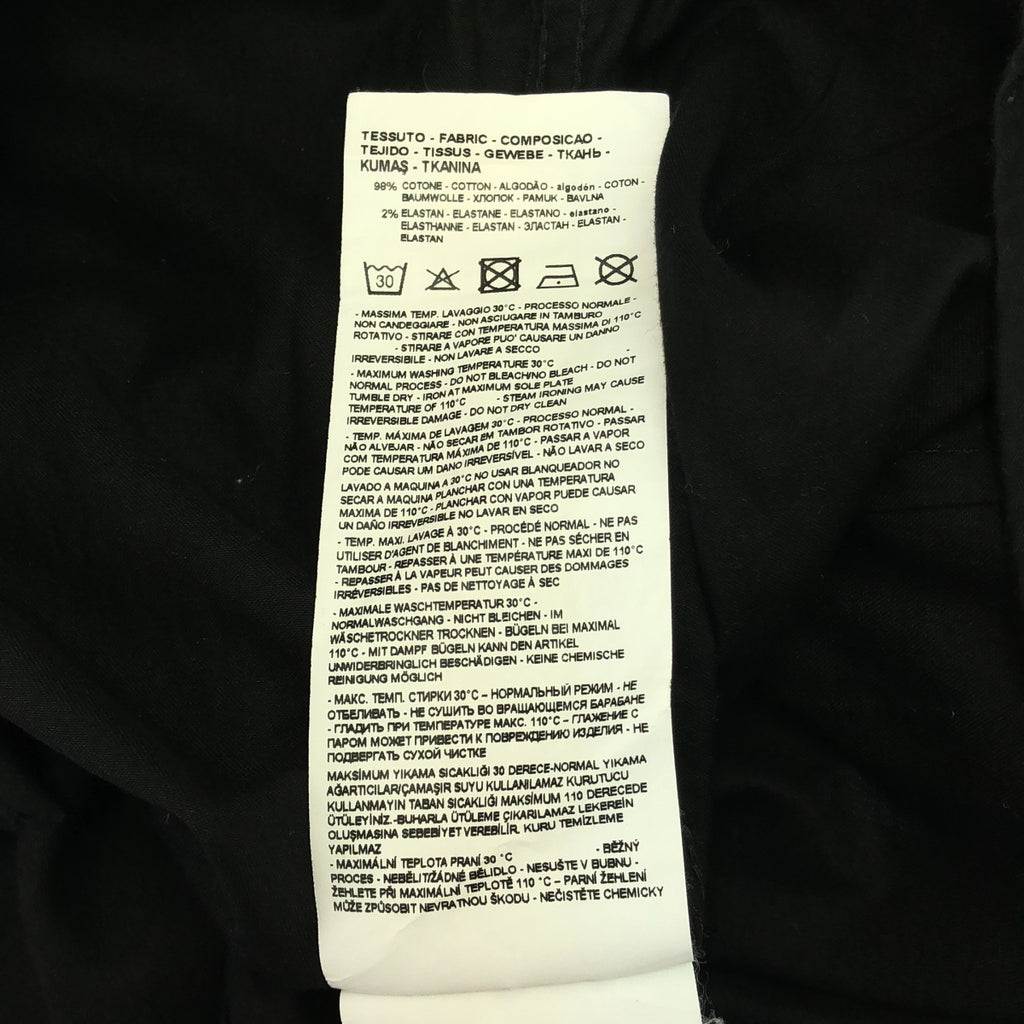 TESSUTO - FABRIC - COMPOSICAO -
TEJIDO - TISSUS - GEWEBE - ТКАНЬ -
KUMAŞ - TKANINA
98% COTONE - COTTON - ALGODÃO - algodón - COTON -
BAUMWOLLE - ХЛОПОК - PAMUK - BAVLNA
2% ELASTAN - ELASTANE - ELASTANO - elastano -
ELASTHANNE - ELASTAN - ЭЛАСТАН - ELASTAN -
ELASTAN
30
- MASSIMA TEMP. LAVAGGIO 30°C - PROCESSO NORMALE -
NON CANDEGGIARE - NON ASCIUGARE IN TAMBURO
ROTATIVO - STIRARE CON TEMPERATURA MASSIMA DI 110°C
- STIRARE A VAPORE PUO' CAUSARE UN DANNO
IRREVERSIBILE - NON LAVARE A SECCO -
- MAXIMUM WASHING TEMPERATURE 30°C
NORMAL PROCESS - DO NOT BLEACH/NO BLEACH - DO NOT
TUMBLE DRY - IRON AT MAXIMUM SOLE PLATE
TEMPERATURE OF 110°C - STEAM IRONING MAY CAUSE
IRREVERSIBLE DAMAGE - DO NOT DRY CLEAN
- TEMP. MÁXIMA DE LAVAGEM 30°C - PROCESSO NORMAL -
NÃO ALVEJAR - NÃO SECAR EM TAMBOR ROTATIVO - PASSAR
COM TEMPERATURA MÁXIMA DE 110°C - PASSAR A VAPOR
PODE CAUSAR UM DANO IRREVERSÍVEL - NÃO LAVAR A SECO
LAVADO A MAQUINA A 30°C NO USAR BLANQUEADOR NO
SECAR A MAQUINA PLANCHAR CON UNA TEMPERATURA
MAXIMA DE 110°C - PLANCHAR CON VAPOR PUEDE CAUSAR
UN DAÑO IRREVERSIBLE NO LAVAR EN SECO
- TEMP. MAXI. LAVAGE À 30°C - PROCÉDÉ NORMAL - NE PAS
UTILISER D'AGENT DE BLANCHIMENT - NE PAS SÉCHER EN
TAMBOUR - REPASSER À UNE TEMPÉRATURE MAXI DE 110°C
- REPASSER À LA VAPEUR PEUT CAUSER DES DOMMAGES
IRRÉVERSIBLES - PAS DE NETTOYAGE À SEC
- MAXIMALE WASCHTEMPERATUR 30°C -
NORMALWASCHGANG - NICHT BLEICHEN - IM
WÄSCHETROCKNER TROCKNEN - BÜGELN BEI MAXIMAL
110°C - MIT DAMPF BÜGELN KANN DEN ARTIKEL
UNWIDERBRINGLICH BESCHÄDIGEN - KEINE CHEMISCHE
REINIGUNG MÖGLICH
- МАКС. ТЕМП. СТИРКИ 30°C – НОРМАЛЬНЫЙ РЕЖИМ - НЕ
ОТБЕЛИВАТЬ - НЕ СУШИТЬ ВО ВРАЩАЮЩЕМСЯ БАРАБАНЕ
- ГЛАДИТЬ ПРИ ТЕМПЕРАТУРЕ МАКС. 110°C – ГЛАЖЕНИЕ С
ПАРОМ МОЖЕТ ПРИВЕСТИ К ПОВРЕЖДЕНИЮ ИЗДЕЛИЯ - НЕ
ПОДВЕРГАТЬ СУХОЙ ЧИСТКЕ
MAKSİMUM YIKAMA SICAKLIĞI 30 DERECE-NORMAL YIKAMA
AĞARTICILAR/ÇAMAŞIR SUYU KULLANILAMAZ KURUTUCU
KULLANMAYIN TABAN SICAKLIĞI MAKSİMUM 110 DERECEDE
ÜTÜLEYİNİZ.-BUHARLA ÜTÜLEME ÇIKARILAMAZ LEKERELİN
OLUŞMASINA SEBEBİYET VEREBİLİR. KURU TEMİZLEME
YAPILMAZ - BĚŽNÝ
- MAXIMÁLNÍ TEPLOTA PRANÍ 30 °C
PROCES - NEBĚLIT/ŽÁDNÉ BĚLIDLO - NESUŠTE V BUBNU -
ŽEHLETE PŘI MAXIMÁLNÍ TEPLOTĚ 110 °C – PARNÍ ŽEHLENÍ
MŮŽE ZPŮSOBIT NEVRATNOU ŠKODU - NEČISTĚTE CHEMICKY